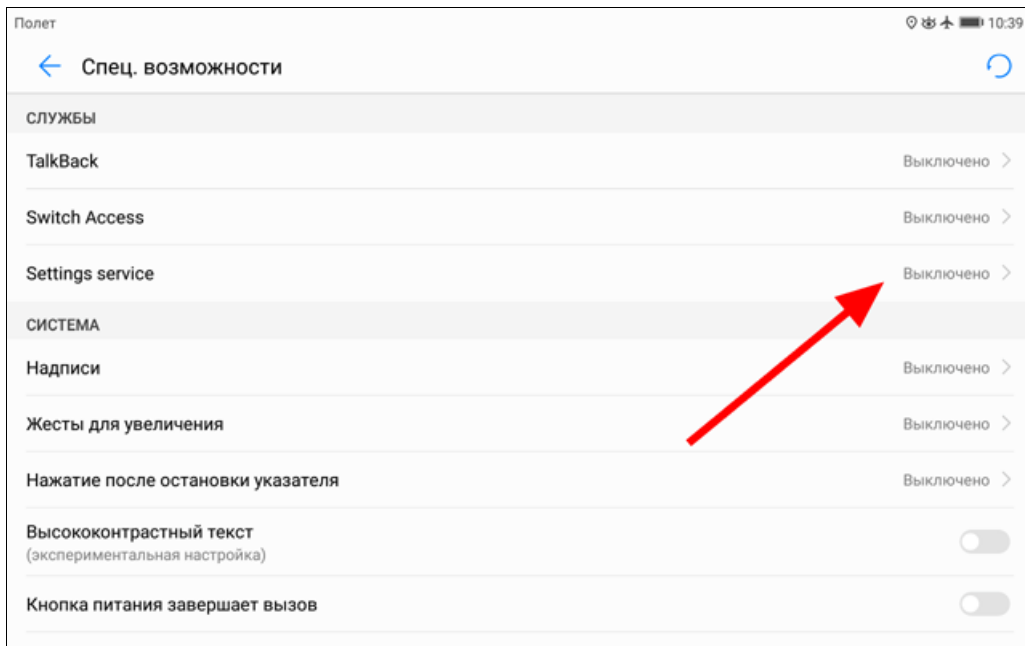 Полет 10:39
Спец. возможности
СЛУЖБЫ
TalkBack Выключено
Switch Access Выключено
Settings service Выключено
СИСТЕМА
Надписи Выключено
Жесты для увеличения Выключено
Нажатие после остановки указателя Выключено
Высококонтрастный текст
(экспериментальная настройка)
Кнопка питания завершает вызов